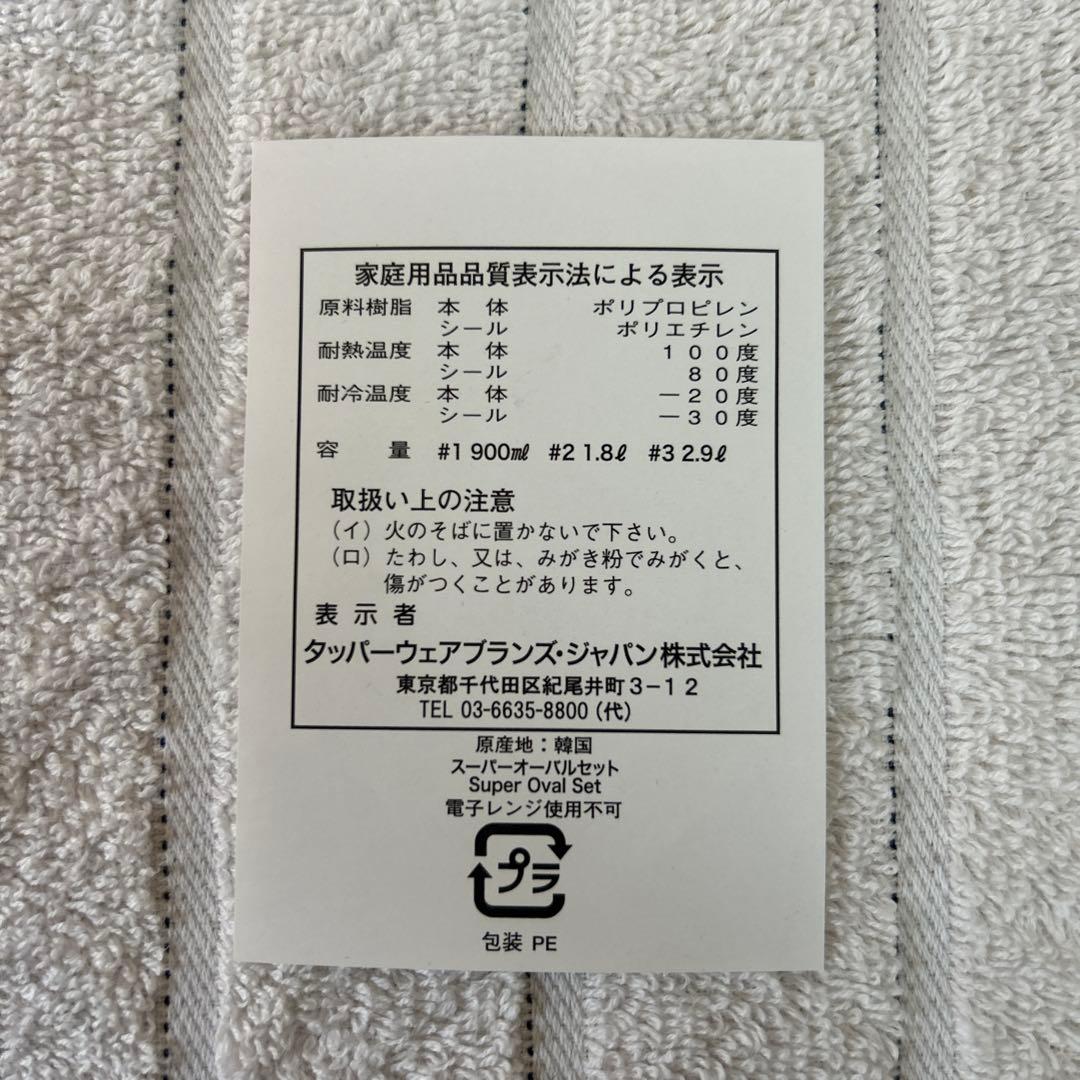 家庭用品品質表示法による表示
原料樹脂 本 体 ポリプロピレン
シール ポリエチレン
耐熱温度 本 体 100度
シール 80度
耐冷温度 本 体 -20度
シール -30度
容 量 #1 900㎖ #2 1.8ℓ #3 2.9ℓ
取扱い上の注意
(イ)火のそばに置かないで下さい。
(ロ)たわし、又は、みがき粉でみがくと、
傷がつくことがあります。
表 示 者
タッパーウェアブランズ・ジャパン株式会社
東京都千代田区紀尾井町3-12
TEL 03-6635-8800(代)
原産地:韓国
スーパーオーバルセット
Super Oval Set
電子レンジ使用不可
プラ
包装 PE